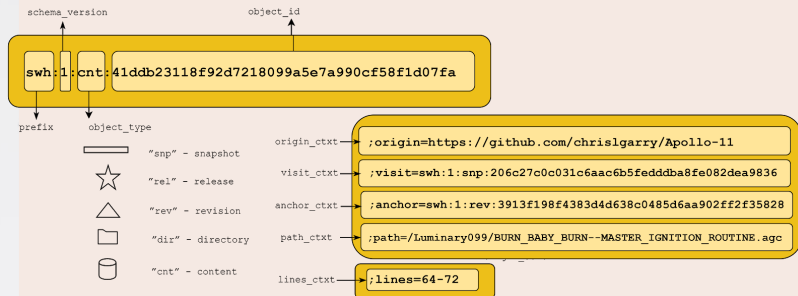 schema_version
object_id
swh:1:cnt:41ddb23118f92d7218099a5e7a990cf58f1d07fa
prefix
object_type
"snp" - snapshot
"rel" - release
"rev" - revision
"dir" - directory
"cnt" - content
origin_ctxt
;origin=https://github.com/chrislgarry/Apollo-11
visit_ctxt
;visit=swh:1:snp:206c27c0c031c6aac6b5fedddba8fe082dea9836
anchor_ctxt
;anchor=swh:1:rev:3913f198f4383d4d638c0485d6aa902ff2f35828
path_ctxt
;path=/Luminary099/BURN_BABY_BURN--MASTER_IGNITION_ROUTINE.agc
lines_ctxt
;lines=64-72